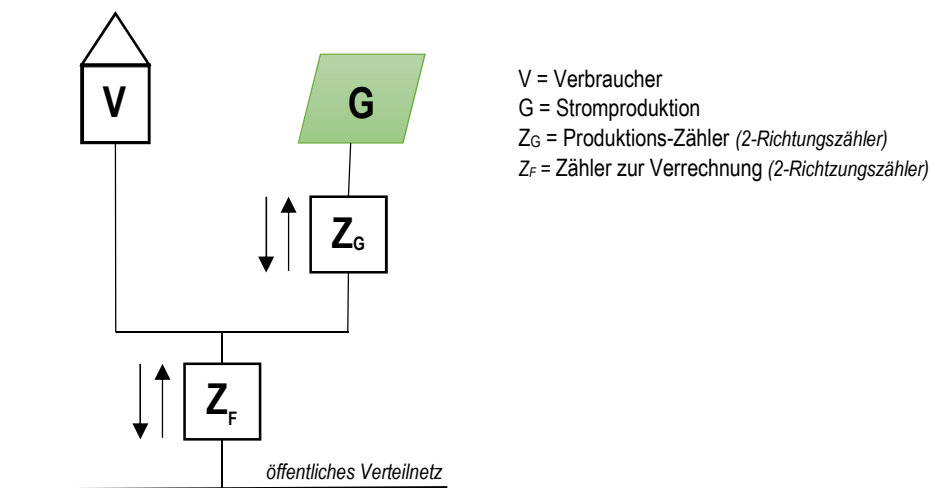 V
G
V = Verbraucher
G = Stromproduktion
ZG = Produktions-Zähler (2-Richtungszähler)
ZF = Zähler zur Verrechnung (2-Richtzungszähler)
ZG
ZF
öffentliches Verteilnetz